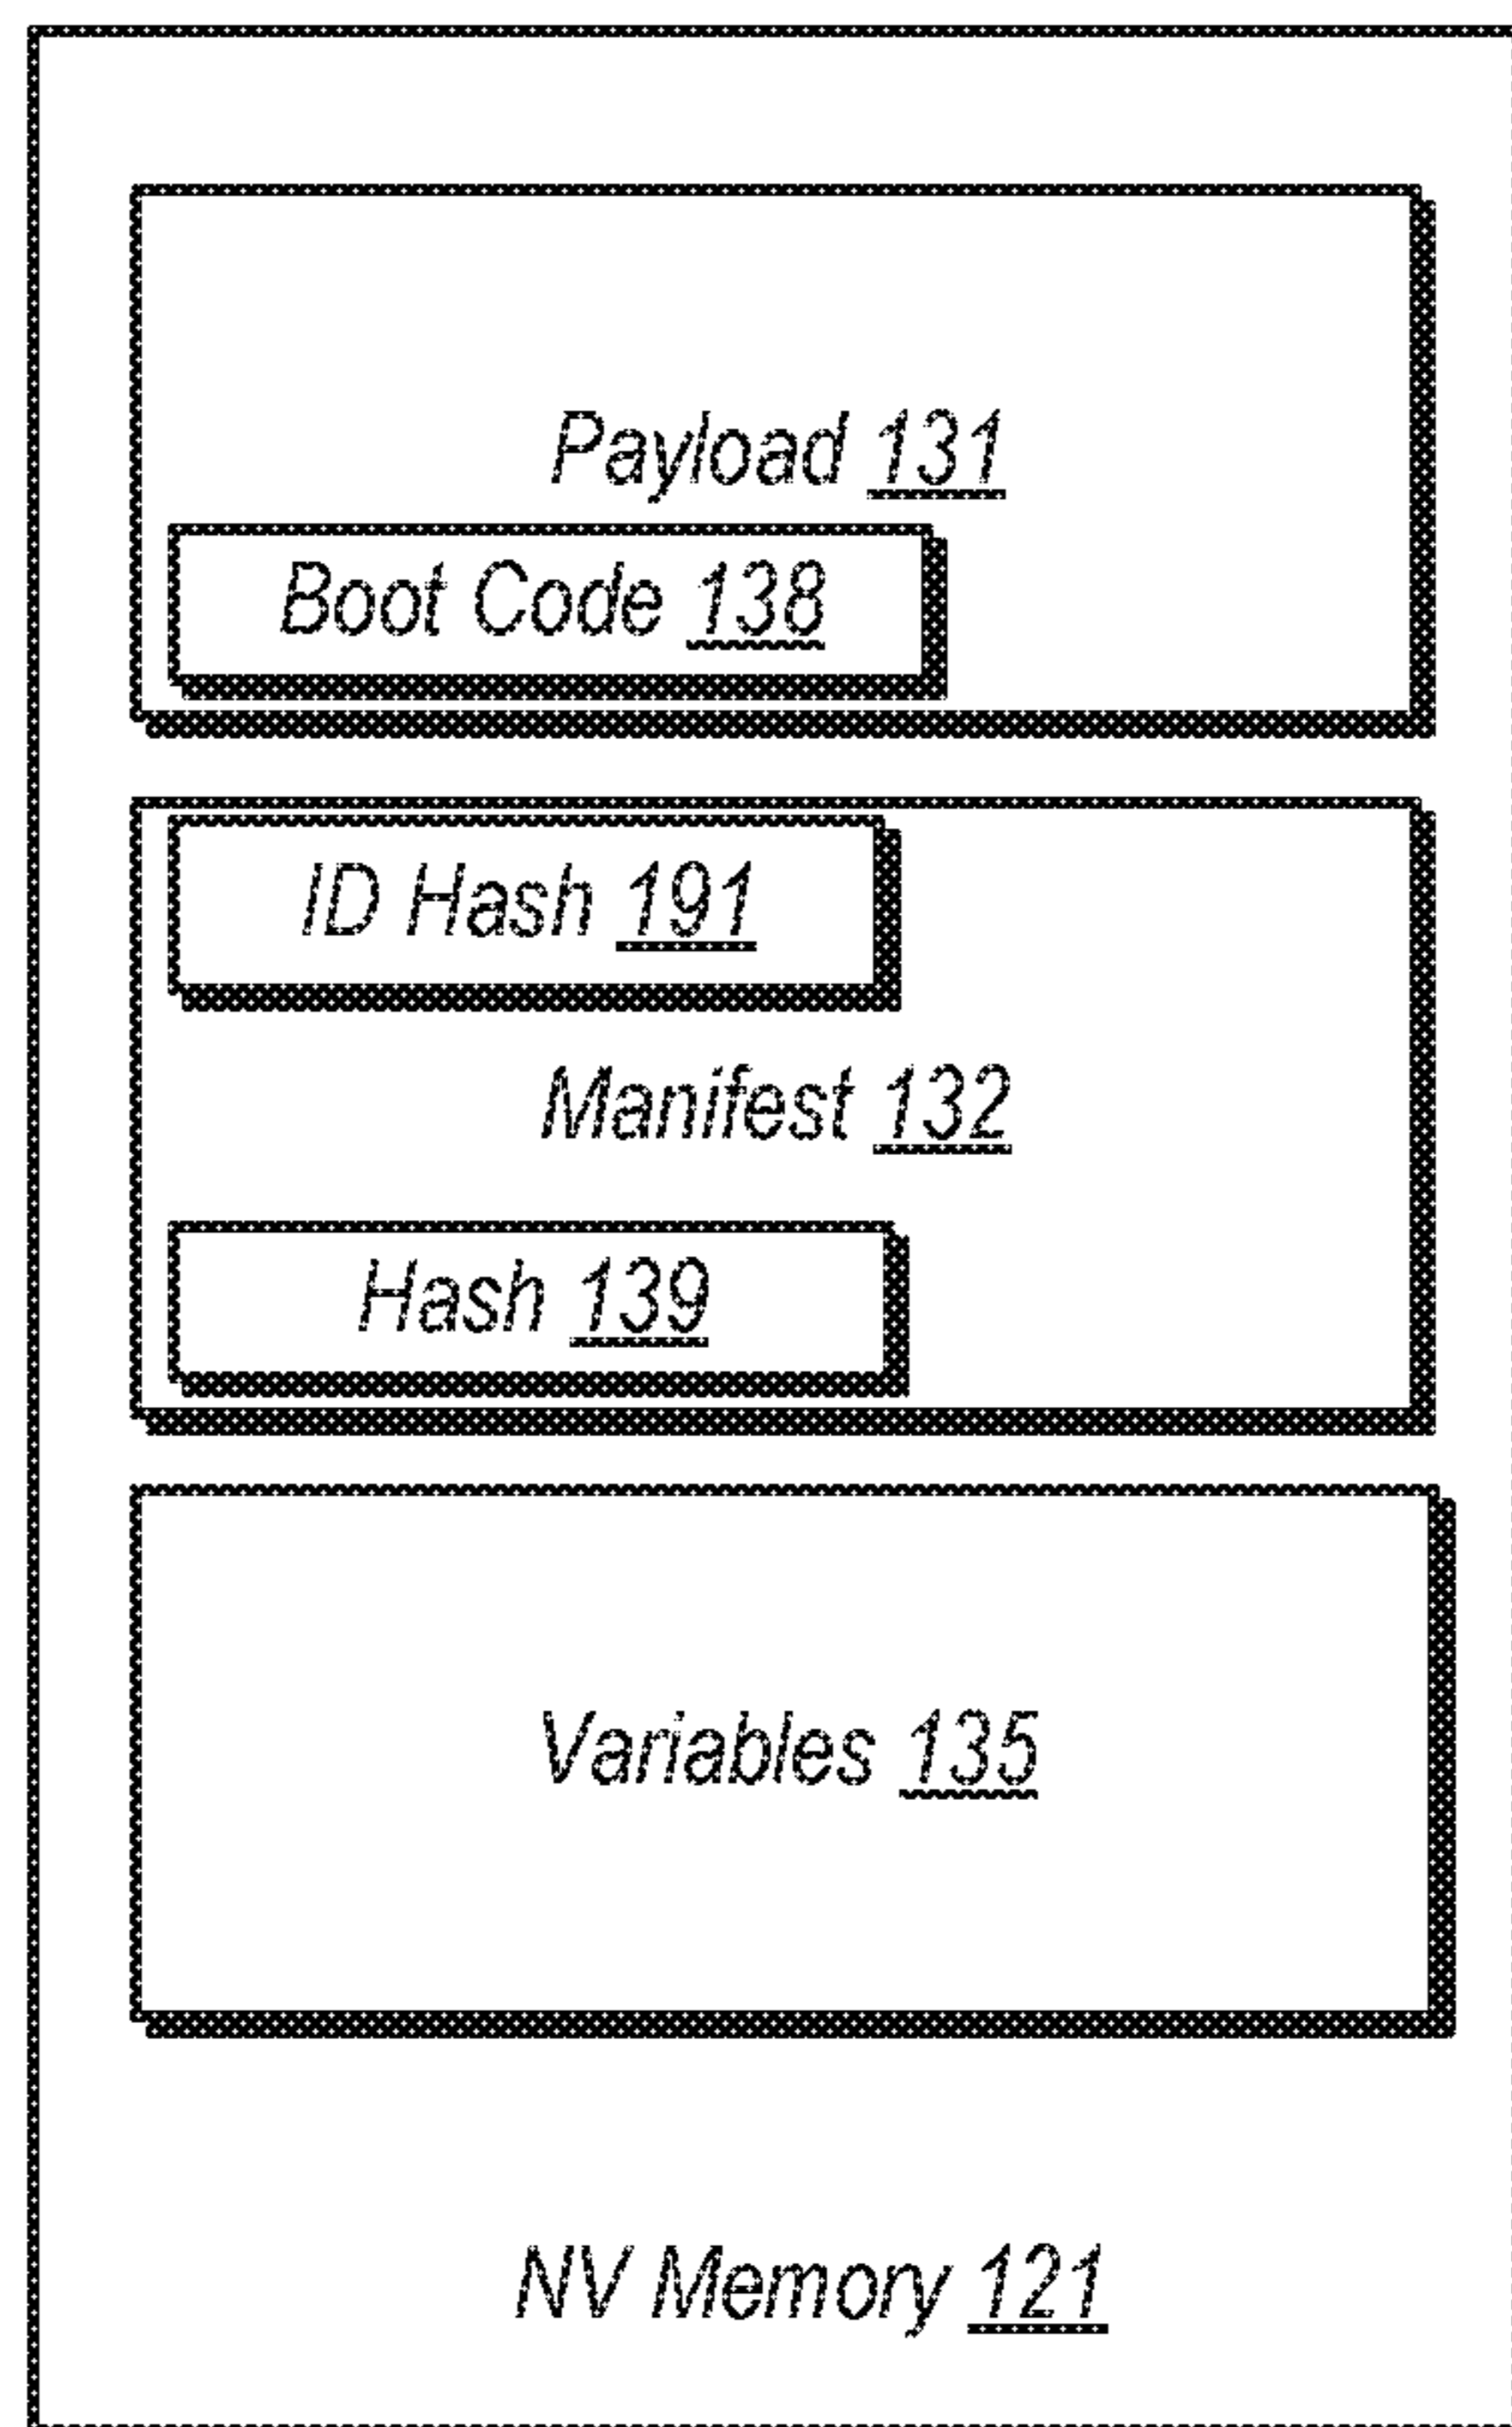 Payload 131
Boot Code 138
ID Hash 191
Manifest 132
Hash 139
Variables 135
NV Memory 121